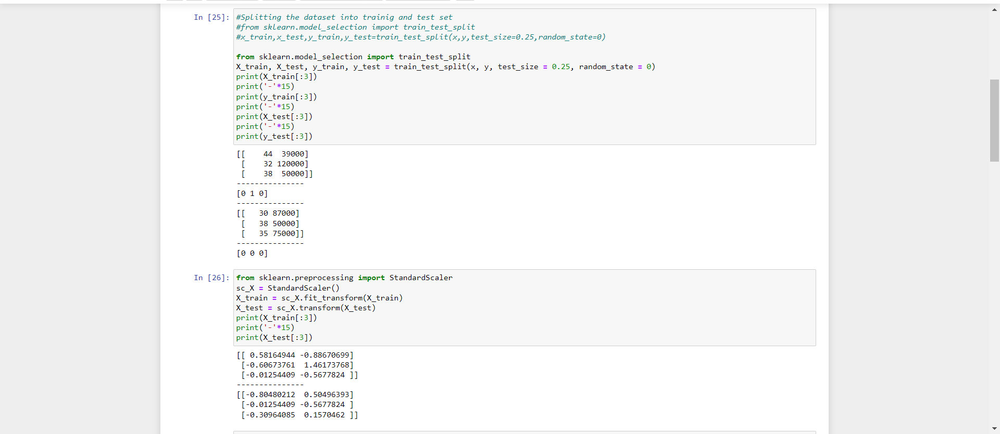 In [25]:
#Splitting the dataset into trainig and test set
#from sklearn.model_selection import train_test_split
#x_train,x_test,y_train,y_test=train_test_split(x,y,test_size=0.25,random_state=0)
from sklearn.model_selection import train_test_split
X_train, X_test, y_train, y_test = train_test_split(x, y, test_size = 0.25, random_state = 0)
print(X_train[:3])
print('-'*15)
print(y_train[:3])
print('-'*15)
print(X_test[:3])
print('-'*15)
print(y_test[:3])
[[    44  39000]
 [    32 120000]
 [    38  50000]]
---------------
[0 1 0]
---------------
[[   30 87000]
 [   38 50000]
 [   35 75000]]
---------------
[0 0 0]
In [26]:
from sklearn.preprocessing import StandardScaler
sc_X = StandardScaler()
X_train = sc_X.fit_transform(X_train)
X_test = sc_X.transform(X_test)
print(X_train[:3])
print('-'*15)
print(X_test[:3])
[[ 0.58164944 -0.88670699]
 [-0.60673761  1.46173768]
 [-0.01254409 -0.5677824 ]]
---------------
[[-0.80480212  0.50496393]
 [-0.01254409 -0.5677824 ]
 [-0.30964085  0.1570462 ]]